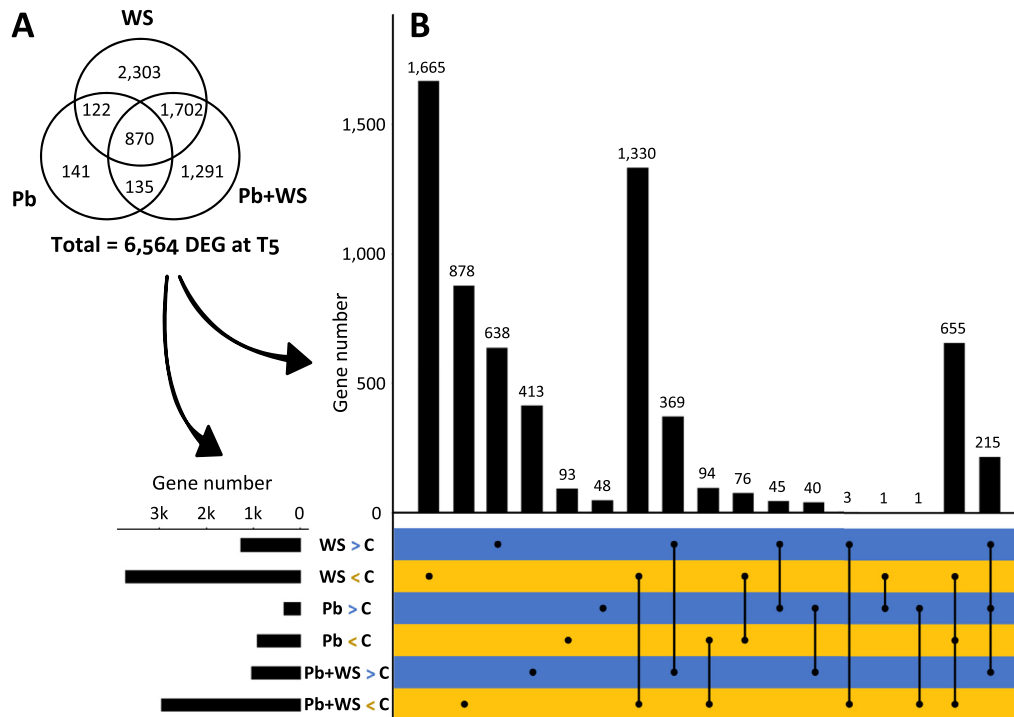 A
WS
2,303
122
1,702
870
141
135
1,291
Pb
Pb+WS
Total = 6,564 DEG at T5
B
Gene number
1,500
1,000
500
0
1,665
878
638
413
93
48
1,330
369
94
76
45
40
3
1
1
655
215
Gene number
3k 2k 1k 0
WS > C
WS < C
Pb > C
Pb < C
Pb+WS > C
Pb+WS < C